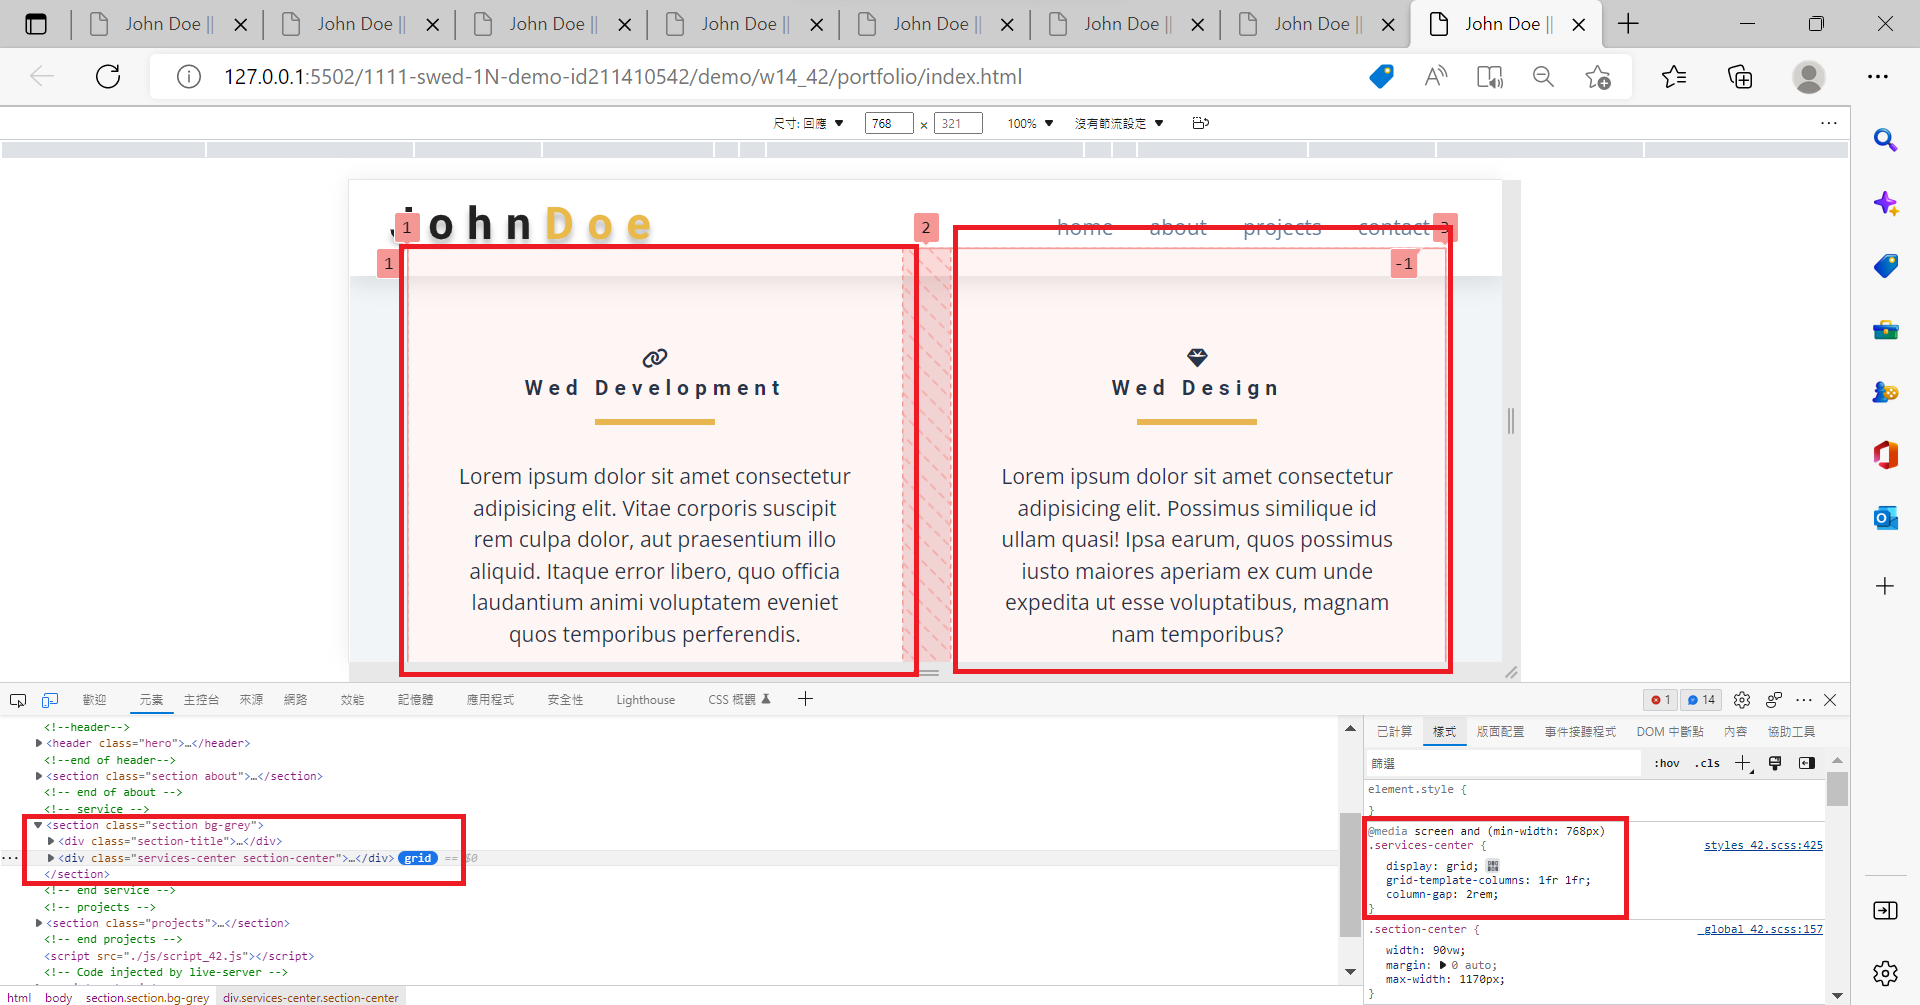 John Doe ||
John Doe ||
John Doe ||
John Doe ||
John Doe ||
John Doe ||
John Doe ||
John Doe ||
127.0.0.1:5502/1111-swed-1N-demo-id211410542/demo/w14_42/portfolio/index.html
尺寸: 回應 ▼ 768 × 321 100% ▼ 沒有節流設定 ▼
JohnDoe
home about projects contact
1 2 3
1 -1
Wed Development
Lorem ipsum dolor sit amet consectetur
adipisicing elit. Vitae corporis suscipit
rem culpa dolor, aut praesentium illo
aliquid. Itaque error libero, quo officia
laudantium animi voluptatem eveniet
quos temporibus perferendis.
Wed Design
Lorem ipsum dolor sit amet consectetur
adipisicing elit. Possimus similique id
ullam quasi! Ipsa earum, quos possimus
iusto maiores aperiam ex cum unde
expedita ut esse voluptatibus, magnam
nam temporibus?
歡迎 元素 主控台 來源 網路 效能 記憶體 應用程式 安全性 Lighthouse CSS 概觀 1 14
<!--header-->
<header class="hero">…</header>
<!--end of header-->
<section class="section about">…</section>
<!-- end of about -->
<!-- service -->
<section class="section bg-grey">
<div class="section-title">…</div>
<div class="services-center section-center">…</div> grid == $0
</section>
<!-- end service -->
<!-- projects -->
<section class="projects">…</section>
<!-- end projects -->
<script src="./js/script_42.js"></script>
<!-- Code injected by live-server -->
html body section.section.bg-grey div.services-center.section-center
已計算 樣式 版面配置 事件接聽程式 DOM 中斷點 內容 協助工具
篩選 :hov .cls
element.style {
}
@media screen and (min-width: 768px)
.services-center { styles_42.scss:425
display: grid;
grid-template-columns: 1fr 1fr;
column-gap: 2rem;
}
.section-center { _global_42.scss:157
width: 90vw;
margin: ▶ 0 auto;
max-width: 1170px;
}